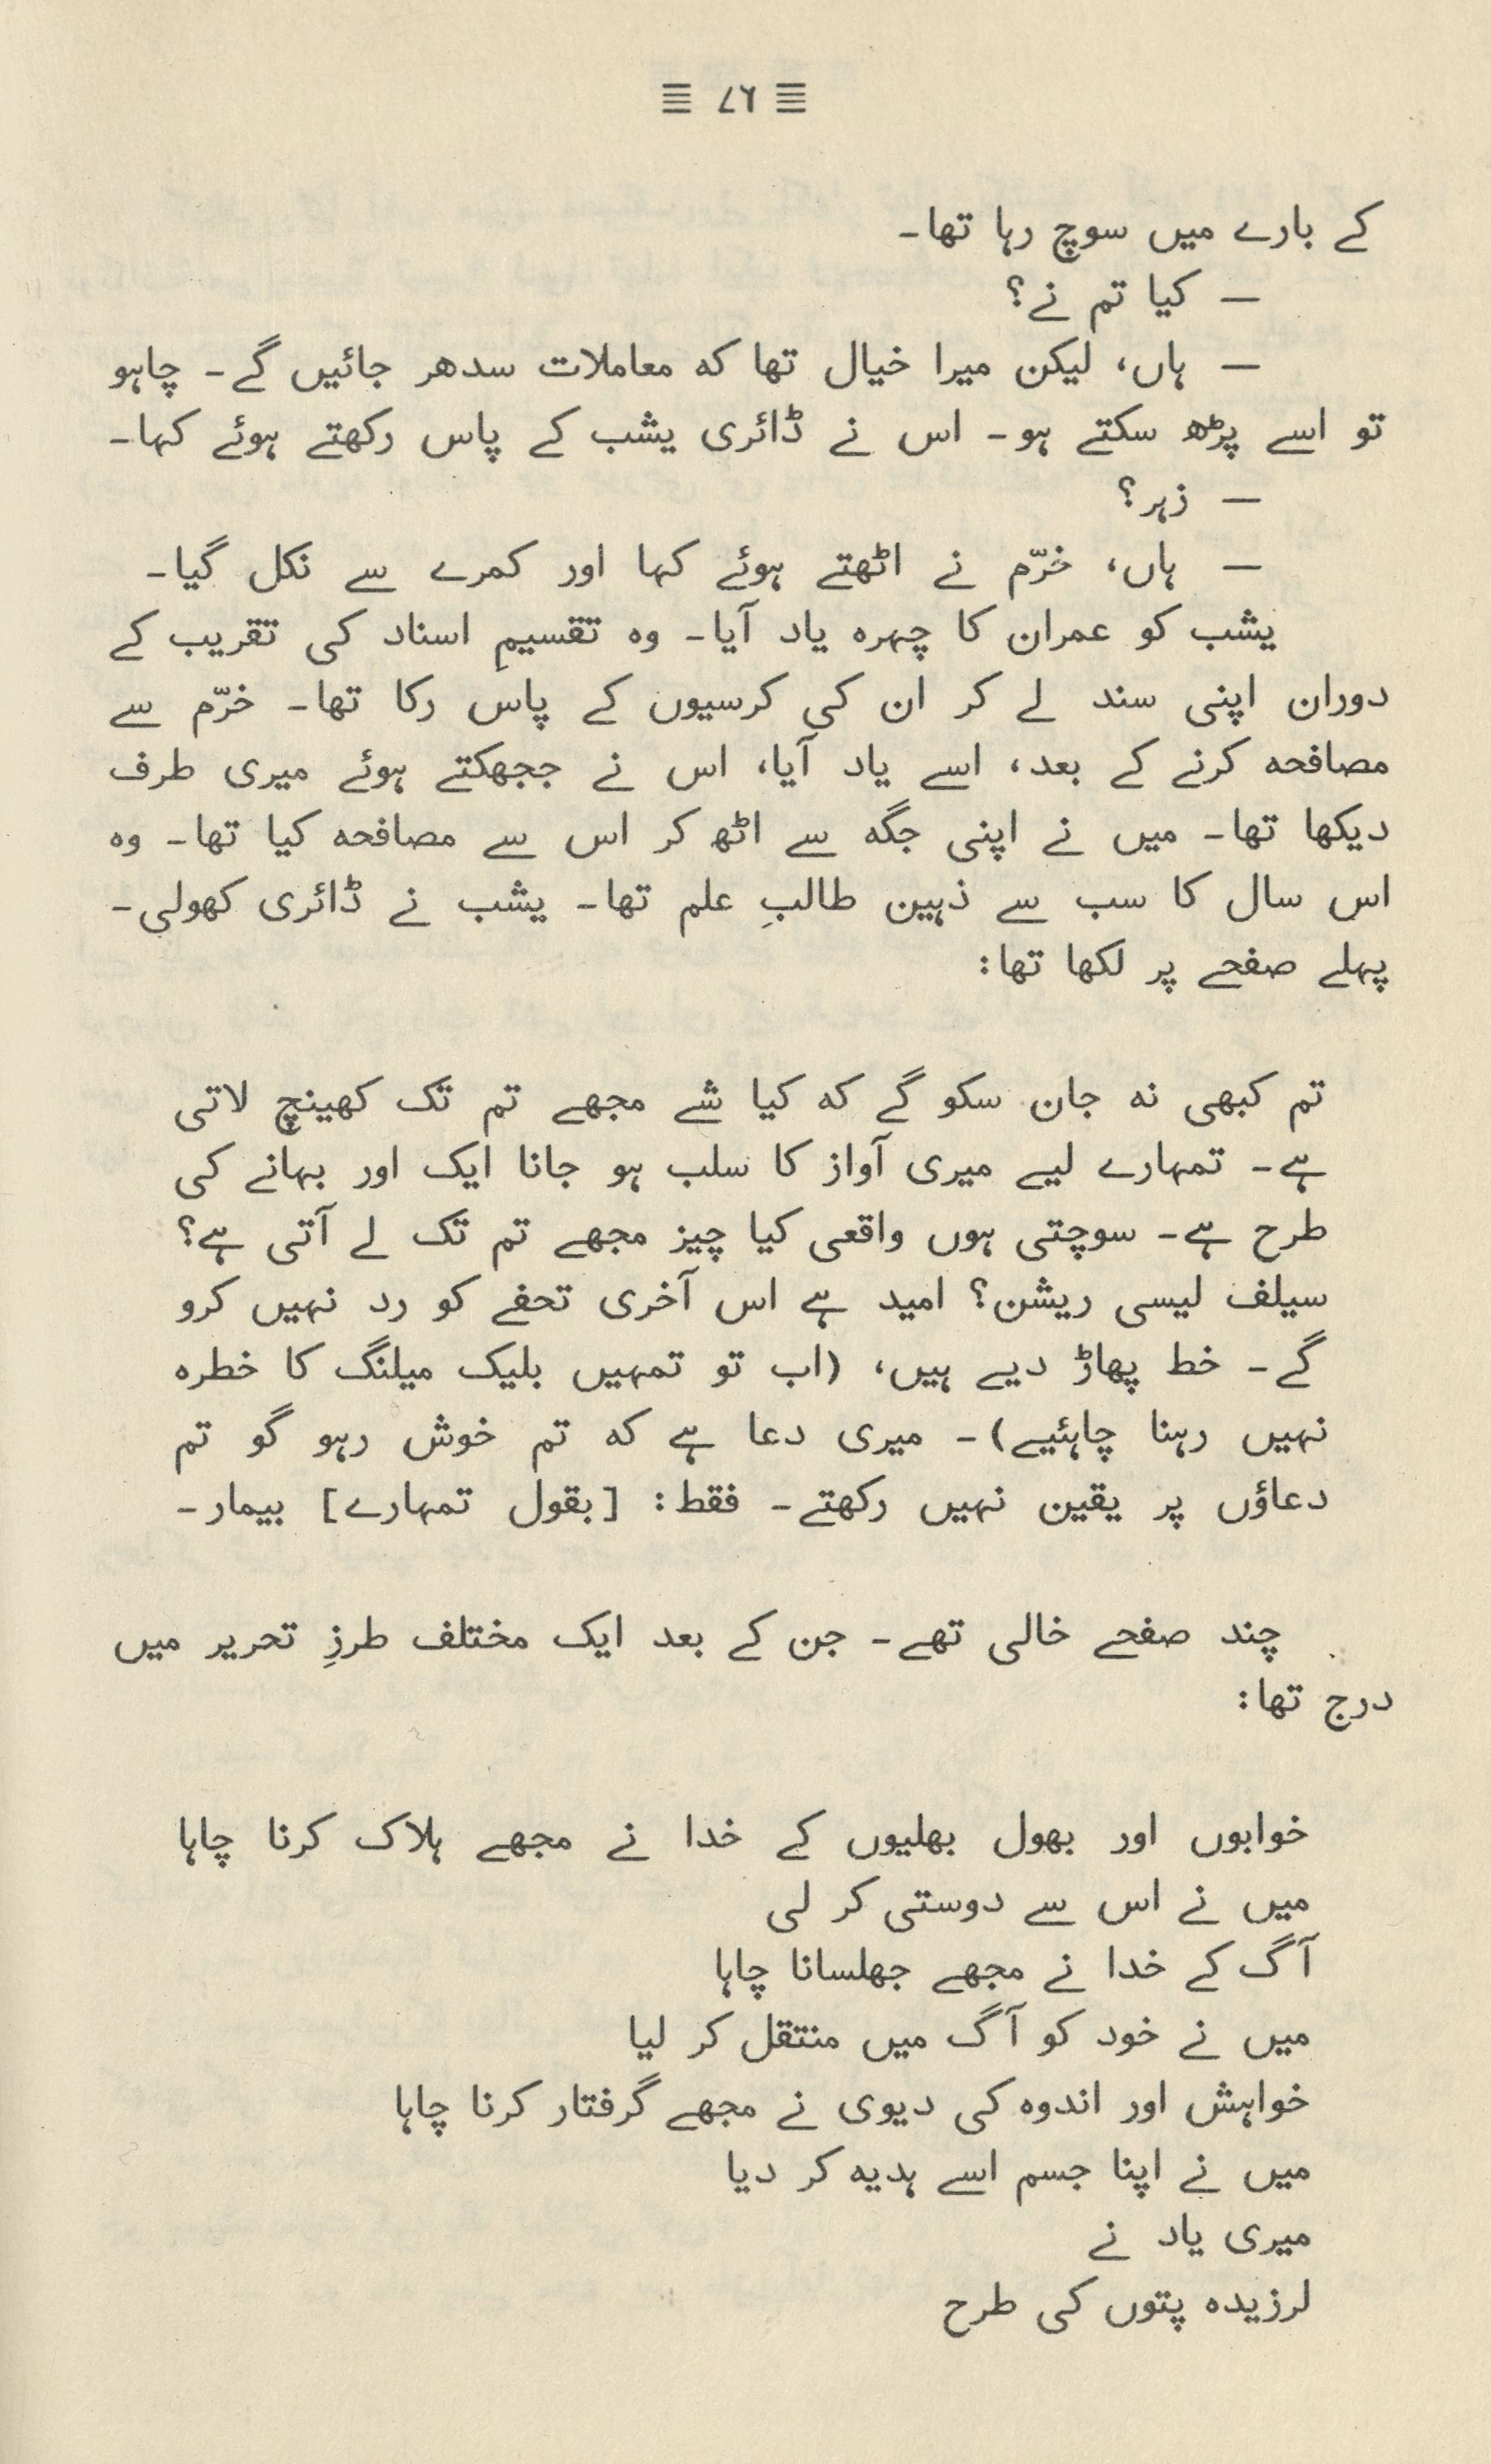 ≣ ۷۶ ≣
کے بارے میں سوچ رہا تھا۔
— کیا تم نے؟
— ہاں، لیکن میرا خیال تھا کہ معاملات سدھر جائیں گے۔ چاہو
تو اسے پڑھ سکتے ہو۔ اس نے ڈائری یشب کے پاس رکھتے ہوئے کہا۔
— زہر؟
— ہاں، خرّم نے اٹھتے ہوئے کہا اور کمرے سے نکل گیا۔
یشب کو عمران کا چہرہ یاد آیا۔ وہ تقسیمِ اسناد کی تقریب کے
دوران اپنی سند لے کر ان کی کرسیوں کے پاس رکا تھا۔ خرّم سے
مصافحہ کرنے کے بعد، اسے یاد آیا، اس نے ججھکتے ہوئے میری طرف
دیکھا تھا۔ میں نے اپنی جگہ سے اٹھ کر اس سے مصافحہ کیا تھا۔ وہ
اس سال کا سب سے ذہین طالبِ علم تھا۔ یشب نے ڈائری کھولی۔
پہلے صفحے پر لکھا تھا:
تم کبھی نہ جان سکو گے کہ کیا شے مجھے تم تک کھینچ لاتی
ہے۔ تمہارے لیے میری آواز کا سلب ہو جانا ایک اور بہانے کی
طرح ہے۔ سوچتی ہوں واقعی کیا چیز مجھے تم تک لے آتی ہے؟
سیلف لیسی ریشن؟ امید ہے اس آخری تحفے کو رد نہیں کرو
گے۔ خط پھاڑ دیے ہیں، (اب تو تمہیں بلیک میلنگ کا خطرہ
نہیں رہنا چاہئیے)۔ میری دعا ہے کہ تم خوش رہو گو تم
دعاؤں پر یقین نہیں رکھتے۔ فقط: [بقول تمہارے] بیمار۔
چند صفحے خالی تھے۔ جن کے بعد ایک مختلف طرزِ تحریر میں
درج تھا:
خوابوں اور بھول بھلیوں کے خدا نے مجھے ہلاک کرنا چاہا
میں نے اس سے دوستی کر لی
آگ کے خدا نے مجھے جھلسانا چاہا
میں نے خود کو آگ میں منتقل کر لیا
خواہش اور اندوہ کی دیوی نے مجھے گرفتار کرنا چاہا
میں نے اپنا جسم اسے ہدیہ کر دیا
میری یاد نے
لرزیدہ پتوں کی طرح